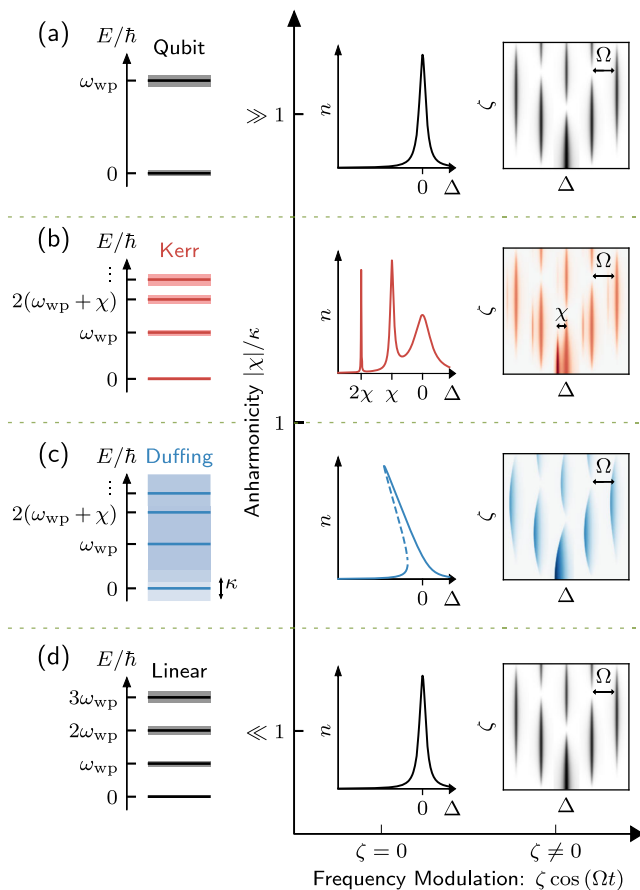 (a)
E/ħ
Qubit
ω_wp
0
≫ 1
n
0 Δ
Ω
ζ
Δ
(b)
E/ħ
Kerr
⋮
2(ω_wp + χ)
ω_wp
0
n
2χ χ 0 Δ
Ω
χ
ζ
Δ
Anharmonicity |χ|/κ
1
(c)
E/ħ
Duffing
⋮
2(ω_wp + χ)
ω_wp
0
κ
n
0 Δ
Ω
ζ
Δ
(d)
E/ħ
Linear
3ω_wp
2ω_wp
ω_wp
0
≪ 1
n
0 Δ
Ω
ζ
Δ
ζ = 0
ζ ≠ 0
Frequency Modulation: ζ cos (Ωt)